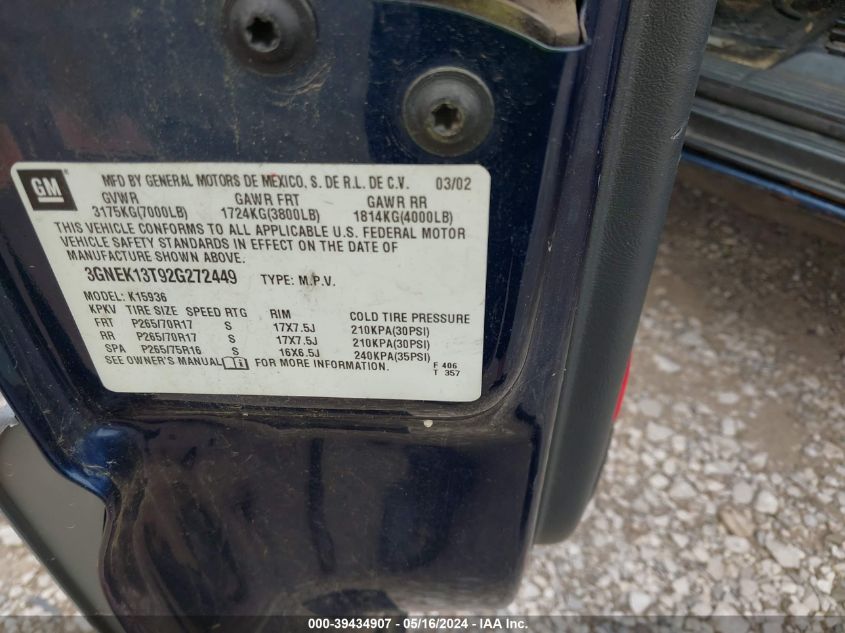 GM
MFD BY GENERAL MOTORS DE MEXICO, S. DE R.L. DE C.V. 03/02
GVWR GAWR FRT GAWR RR
3175KG(7000LB) 1724KG(3800LB) 1814KG(4000LB)
THIS VEHICLE CONFORMS TO ALL APPLICABLE U.S. FEDERAL MOTOR
VEHICLE SAFETY STANDARDS IN EFFECT ON THE DATE OF
MANUFACTURE SHOWN ABOVE.
3GNEK13T92G272449 TYPE: M.P.V.
MODEL: K15936
KPKV TIRE SIZE SPEED RTG RIM COLD TIRE PRESSURE
FRT P265/70R17 S 17X7.5J 210KPA(30PSI)
RR P265/70R17 S 17X7.5J 210KPA(30PSI)
SPA P265/75R16 S 16X6.5J 240KPA(35PSI)
SEE OWNER'S MANUAL FOR MORE INFORMATION.
F 406
T 357
000-39434907 - 05/16/2024 - IAA, Inc.